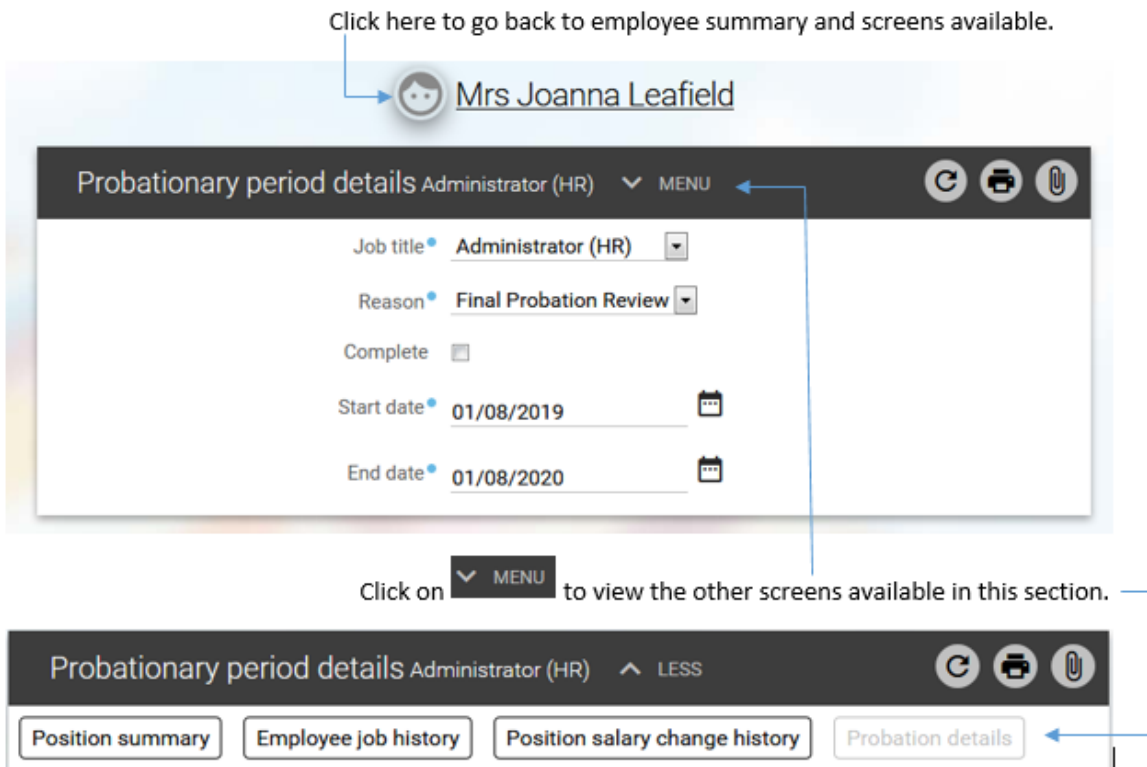 Click here to go back to employee summary and screens available.
Mrs Joanna Leafield
Probationary period details Administrator (HR) MENU
Job title Administrator (HR)
Reason Final Probation Review
Complete
Start date 01/08/2019
End date 01/08/2020
Click on MENU to view the other screens available in this section.
Probationary period details Administrator (HR) LESS
Position summary Employee job history Position salary change history Probation details